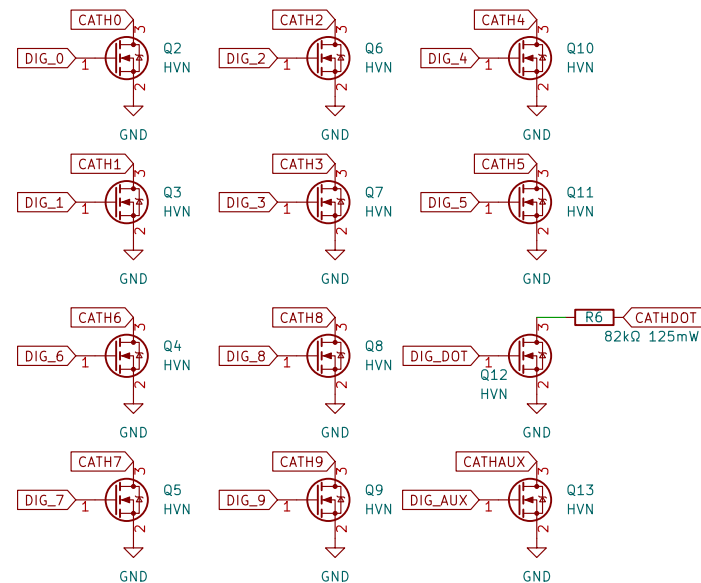 CATH0
3
DIG_0
1
Q2
HVN
2
GND
CATH2
3
DIG_2
1
Q6
HVN
2
GND
CATH4
3
DIG_4
1
Q10
HVN
2
GND
CATH1
3
DIG_1
1
Q3
HVN
2
GND
CATH3
3
DIG_3
1
Q7
HVN
2
GND
CATH5
3
DIG_5
1
Q11
HVN
2
GND
CATH6
3
DIG_6
1
Q4
HVN
2
GND
CATH8
3
DIG_8
1
Q8
HVN
2
GND
3
R6
CATHDOT
82kΩ 125mW
DIG_DOT
1
Q12
HVN
2
GND
CATH7
3
DIG_7
1
Q5
HVN
2
GND
CATH9
3
DIG_9
1
Q9
HVN
2
GND
CATHAUX
3
DIG_AUX
1
Q13
HVN
2
GND